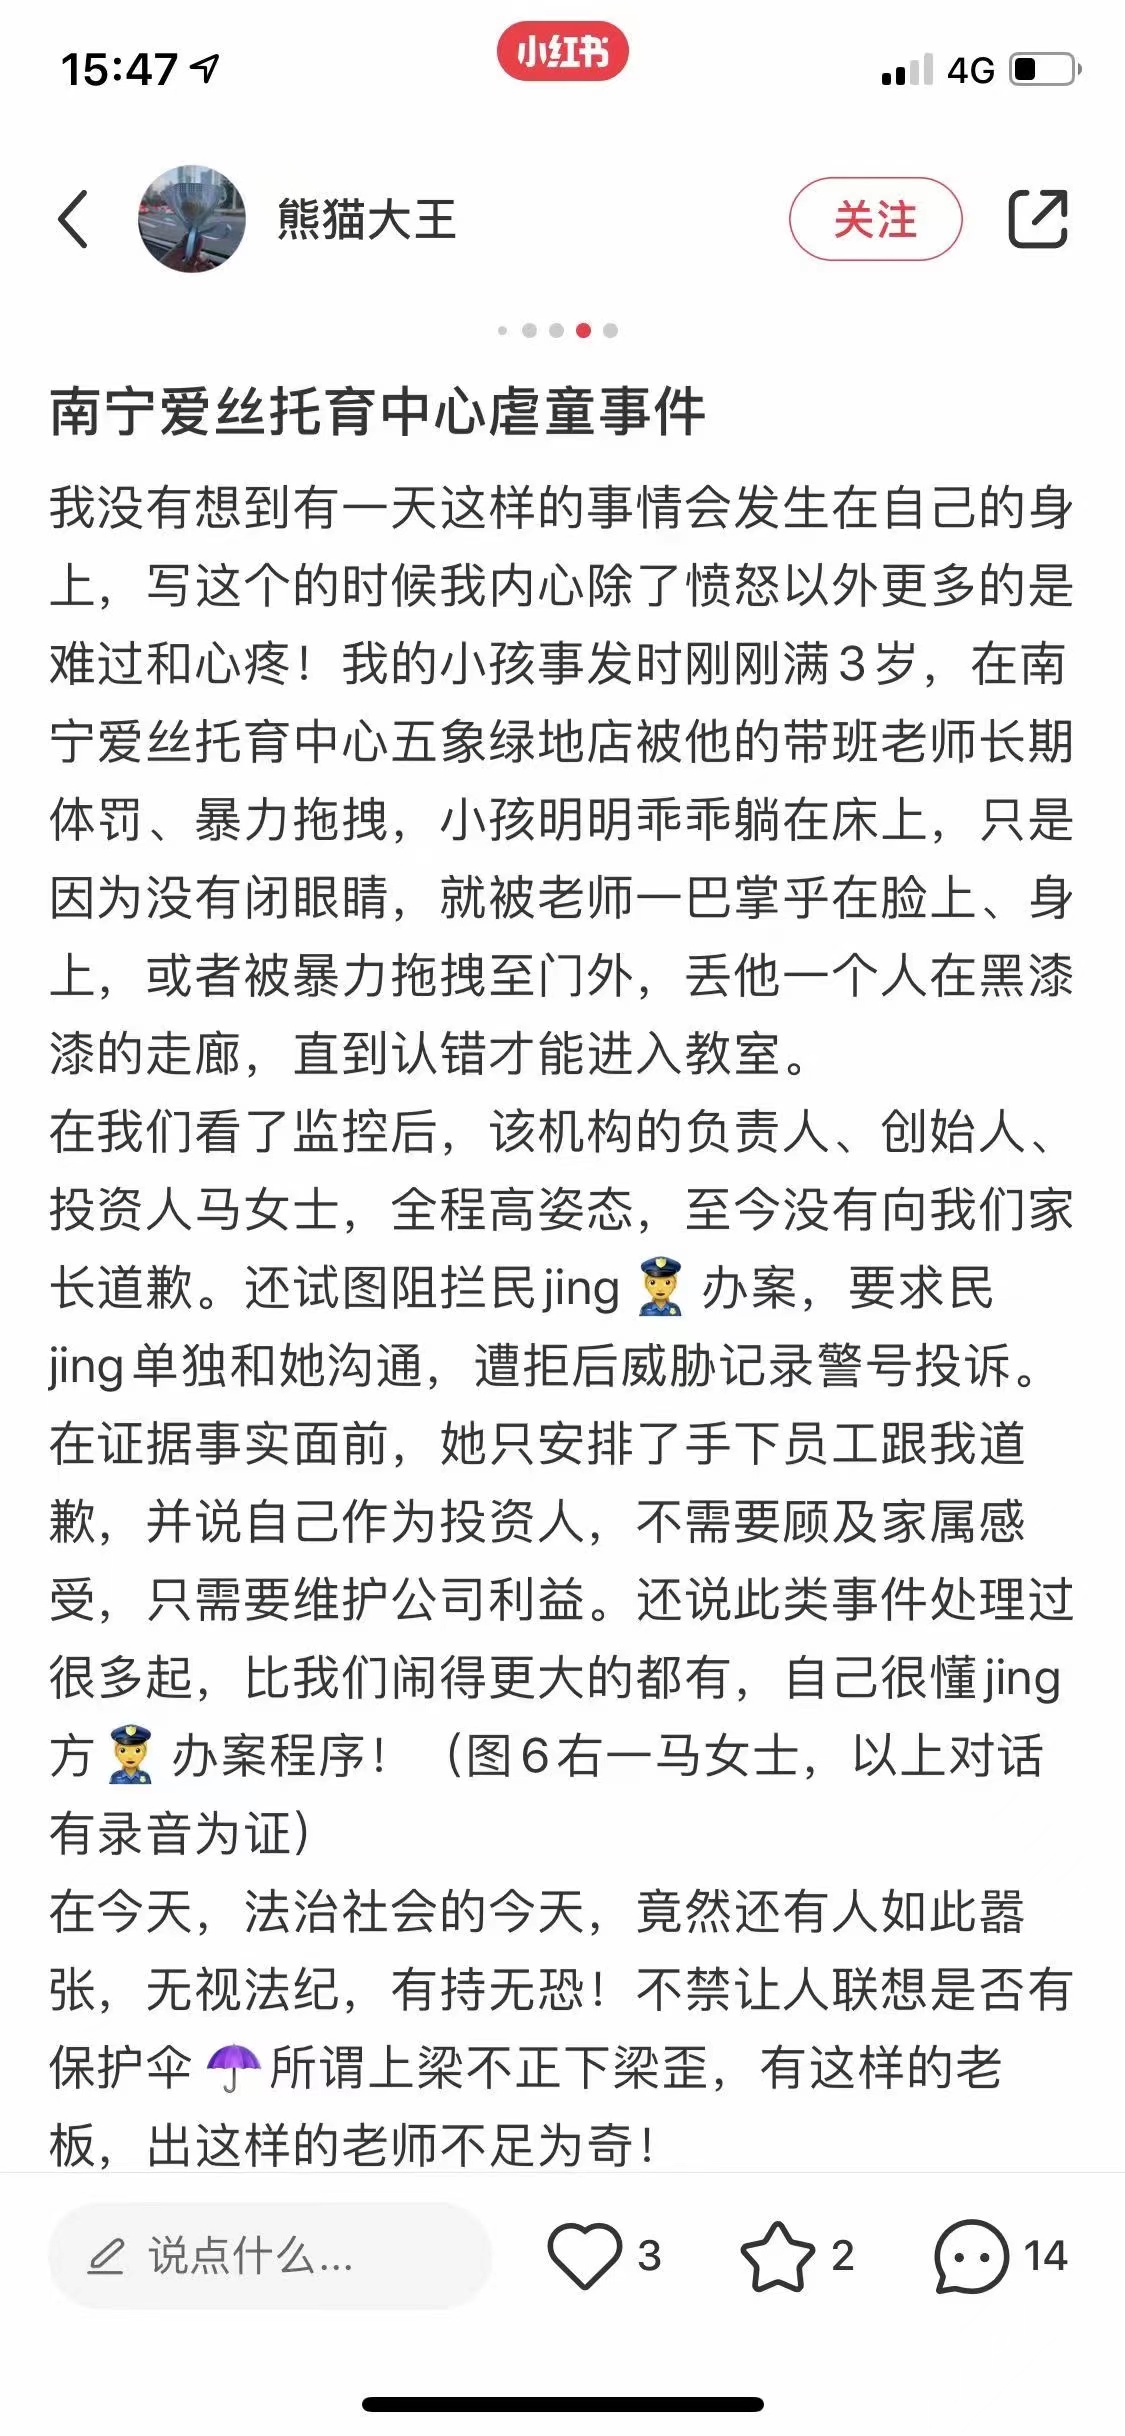 15:47
小红书
4G
熊猫大王
关注
南宁爱丝托育中心虐童事件
我没有想到有一天这样的事情会发生在自己的身
上，写这个的时候我内心除了愤怒以外更多的是
难过和心疼！我的小孩事发时刚刚满3岁，在南
宁爱丝托育中心五象绿地店被他的带班老师长期
体罚、暴力拖拽，小孩明明乖乖躺在床上，只是
因为没有闭眼睛，就被老师一巴掌乎在脸上、身
上，或者被暴力拖拽至门外，丢他一个人在黑漆
漆的走廊，直到认错才能进入教室。
在我们看了监控后，该机构的负责人、创始人、
投资人马女士，全程高姿态，至今没有向我们家
长道歉。还试图阻拦民jing👮办案，要求民
jing单独和她沟通，遭拒后威胁记录警号投诉。
在证据事实面前，她只安排了手下员工跟我道
歉，并说自己作为投资人，不需要顾及家属感
受，只需要维护公司利益。还说此类事件处理过
很多起，比我们闹得更大的都有，自己很懂jing
方👮办案程序！（图6右一马女士，以上对话
有录音为证）
在今天，法治社会的今天，竟然还有人如此嚣
张，无视法纪，有持无恐！不禁让人联想是否有
保护伞☂️所谓上梁不正下梁歪，有这样的老
板，出这样的老师不足为奇！
说点什么...
3
2
14